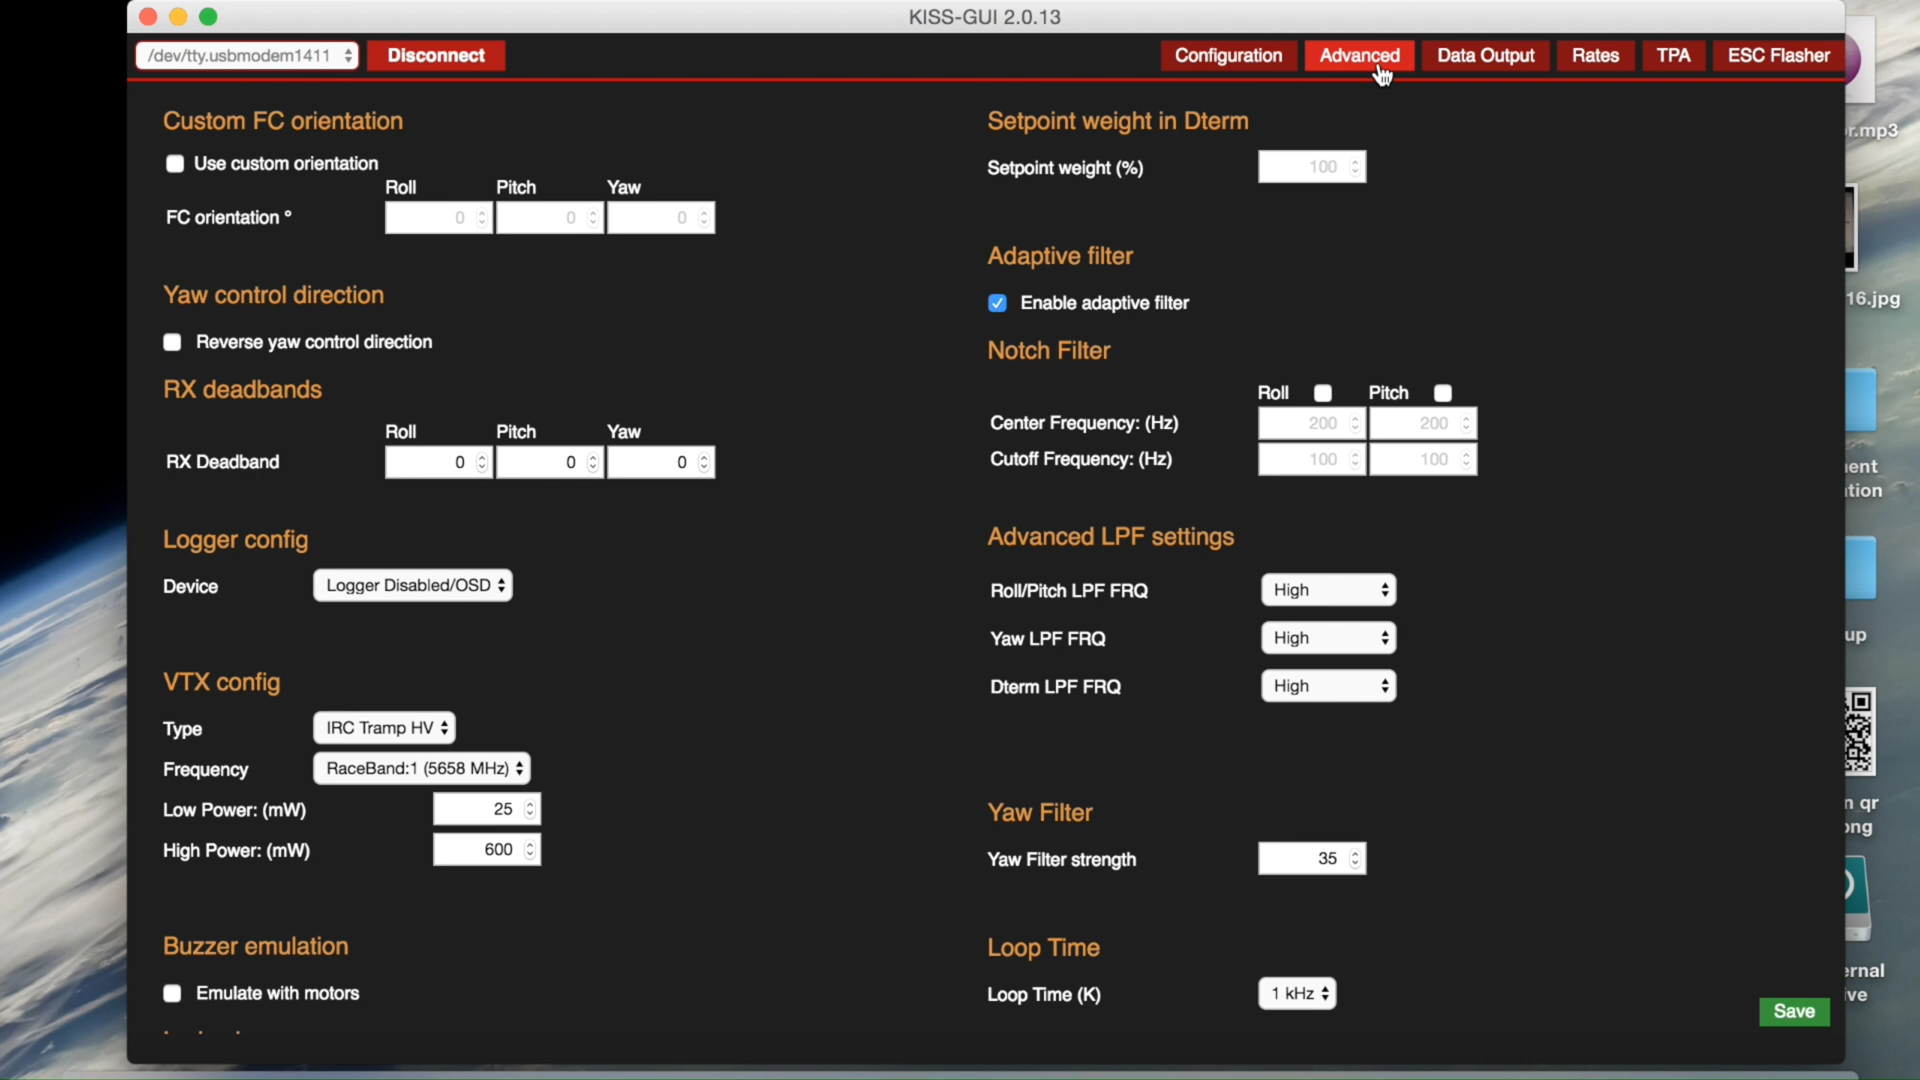 KISS-GUI 2.0.13
/dev/tty.usbmodem1411 Disconnect Configuration Advanced Data Output Rates TPA ESC Flasher
Custom FC orientation
Use custom orientation
Roll Pitch Yaw
FC orientation ° 0 0 0
Yaw control direction
Reverse yaw control direction
RX deadbands
Roll Pitch Yaw
RX Deadband 0 0 0
Logger config
Device Logger Disabled/OSD
VTX config
Type IRC Tramp HV
Frequency RaceBand:1 (5658 MHz)
Low Power: (mW) 25
High Power: (mW) 600
Buzzer emulation
Emulate with motors
Setpoint weight in Dterm
Setpoint weight (%) 100
Adaptive filter
Enable adaptive filter
Notch Filter
Roll Pitch
Center Frequency: (Hz) 200 200
Cutoff Frequency: (Hz) 100 100
Advanced LPF settings
Roll/Pitch LPF FRQ High
Yaw LPF FRQ High
Dterm LPF FRQ High
Yaw Filter
Yaw Filter strength 35
Loop Time
Loop Time (K) 1 kHz
Save
r.mp3
16.jpg
ent
tion
up
n qr
ng
ernal
ve